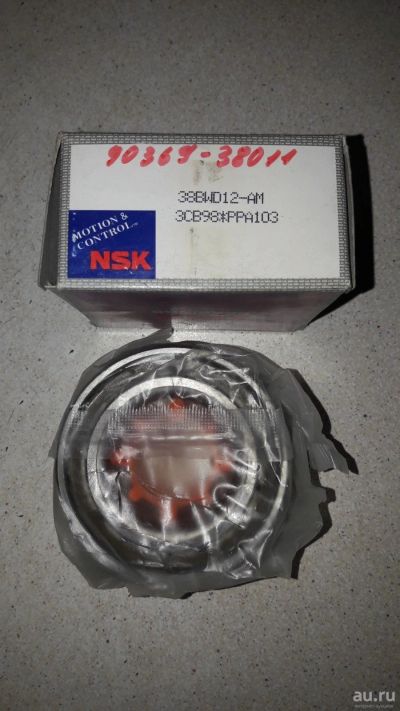 90369-38011
38BWD12-AM
3CB98*PPA103
MOTION &
CONTROL
NSK
au.ru